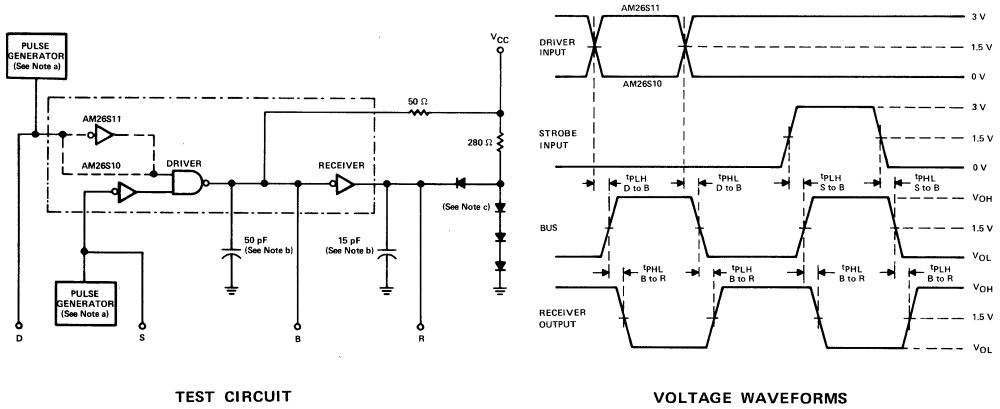 PULSE
GENERATOR
(See Note a)
AM26S11
AM26S10
DRIVER
RECEIVER
50 Ω
VCC
280 Ω
(See Note c)
50 pF
(See Note b)
15 pF
(See Note b)
PULSE
GENERATOR
(See Note a)
D
S
B
R
TEST CIRCUIT
AM26S11
3 V
DRIVER
INPUT
1.5 V
0 V
AM26S10
3 V
STROBE
INPUT
1.5 V
0 V
tPLH
D to B
tPHL
D to B
tPLH
S to B
tPHL
S to B
VOH
BUS
1.5 V
VOL
tPHL
B to R
tPLH
B to R
tPHL
B to R
tPLH
B to R
VOH
RECEIVER
OUTPUT
1.5 V
VOL
VOLTAGE WAVEFORMS